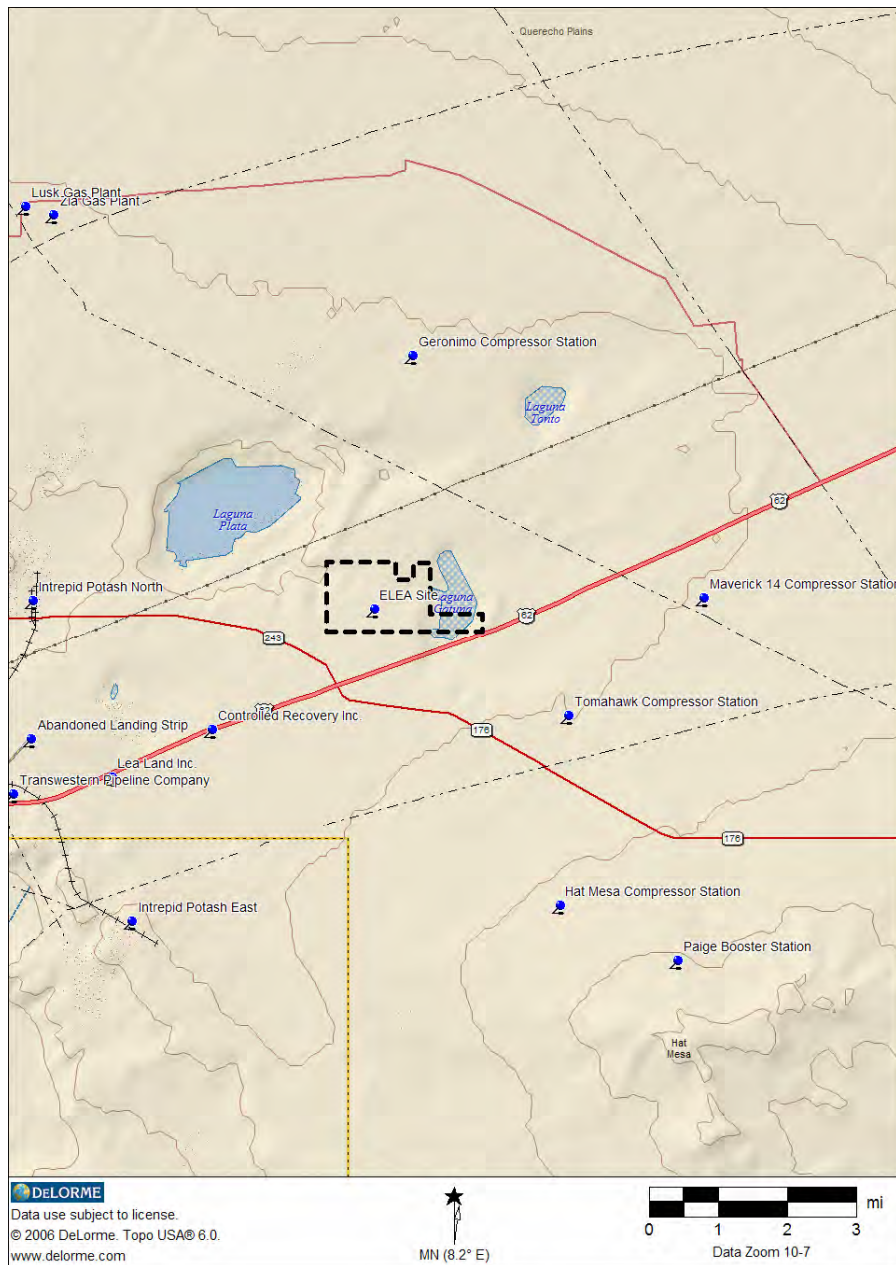 Querecho Plains
Lusk Gas Plant
Zia Gas Plant
Geronimo Compressor Station
Laguna
Tonto
Laguna
Plata
62
Intrepid Potash North
ELEA Site
Laguna
Gatuna
Maverick 14 Compressor Station
62
243
62
Controlled Recovery Inc.
Tomahawk Compressor Station
Abandoned Landing Strip
176
Lea Land Inc.
Transwestern Pipeline Company
176
Hat Mesa Compressor Station
Intrepid Potash East
Paige Booster Station
Hat
Mesa
DELORME
Data use subject to license.
© 2006 DeLorme. Topo USA® 6.0.
www.delorme.com
MN (8.2° E)
mi
0 1 2 3
Data Zoom 10-7